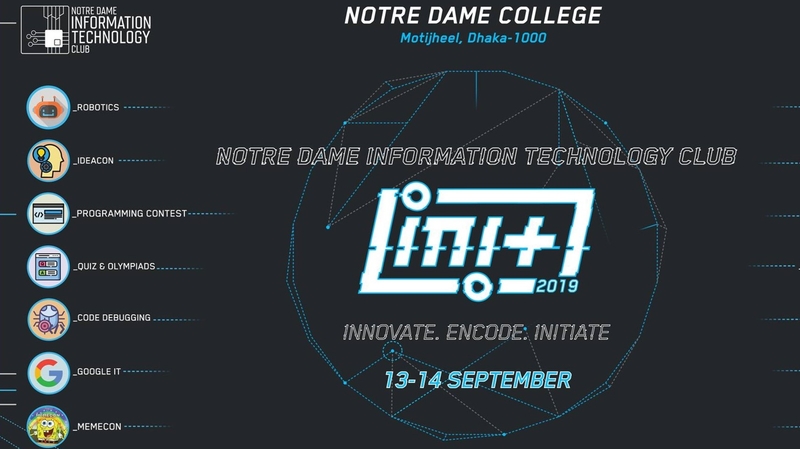 NOTRE DAME
INFORMATION
TECHNOLOGY
CLUB
NOTRE DAME COLLEGE
Motijheel, Dhaka-1000
_ROBOTICS
_IDEACON
_PROGRAMMING CONTEST
_QUIZ & OLYMPIADS
_CODE DEBUGGING
_GOOGLE IT
_MEMECON
NOTRE DAME INFORMATION TECHNOLOGY CLUB
init
2019
INNOVATE. ENCODE. INITIATE
13-14 SEPTEMBER